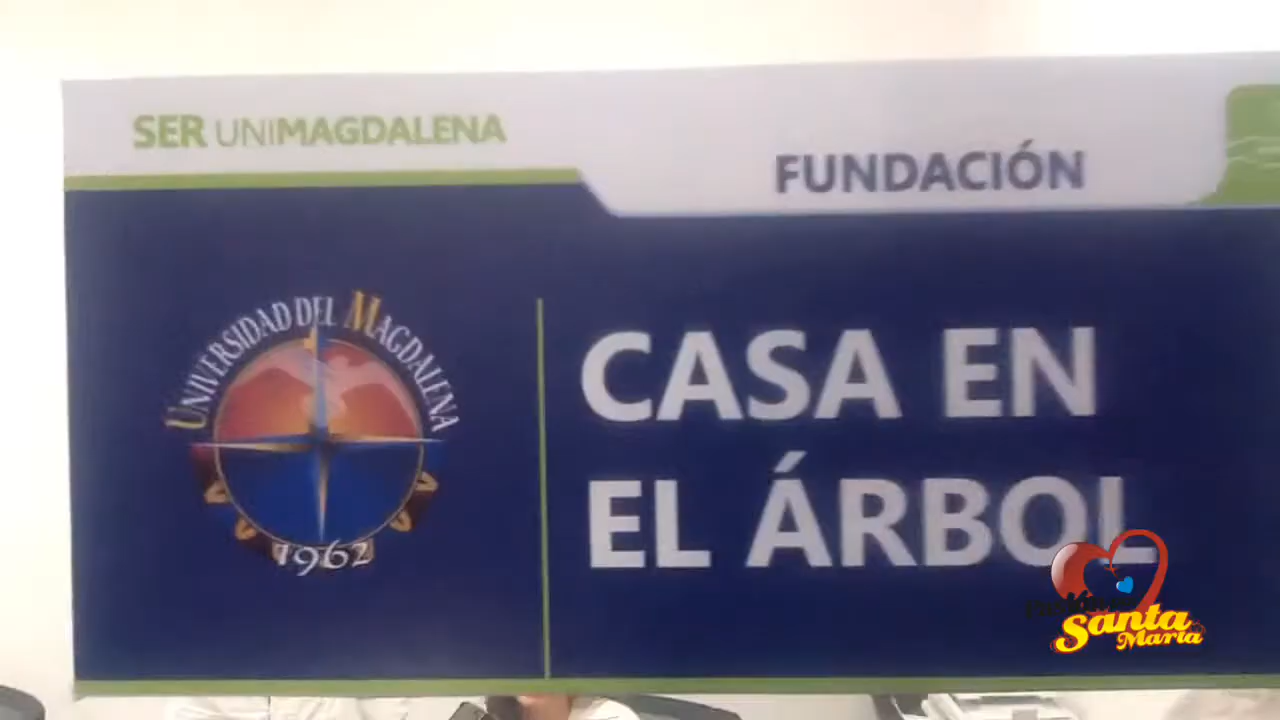 SER UNIMAGDALENA
FUNDACIÓN
UNIVERSIDAD DEL MAGDALENA
1962
CASA EN
EL ÁRBOL
Santa
María